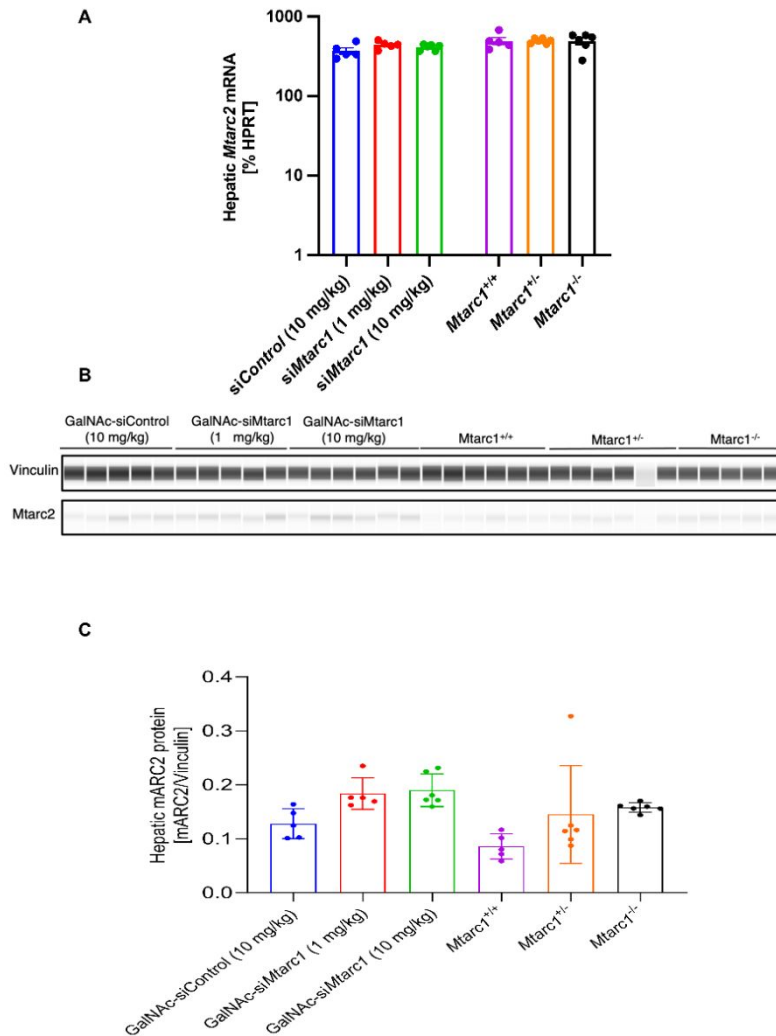 A
Hepatic Mtarc2 mRNA
[% HPRT]
1000
100
10
1
siControl (10 mg/kg)
siMtarc1 (1 mg/kg)
siMtarc1 (10 mg/kg)
Mtarc1+/+
Mtarc1+/-
Mtarc1-/-
B
GalNAc-siControl
(10 mg/kg)
GalNAc-siMtarc1
(1 mg/kg)
GalNAc-siMtarc1
(10 mg/kg)
Mtarc1+/+
Mtarc1+/-
Mtarc1-/-
Vinculin
Mtarc2
C
Hepatic mARC2 protein
[mARC2/Vinculin]
0.4
0.3
0.2
0.1
0.0
GalNAc-siControl (10 mg/kg)
GalNAc-siMtarc1 (1 mg/kg)
GalNAc-siMtarc1 (10 mg/kg)
Mtarc1+/+
Mtarc1+/-
Mtarc1-/-